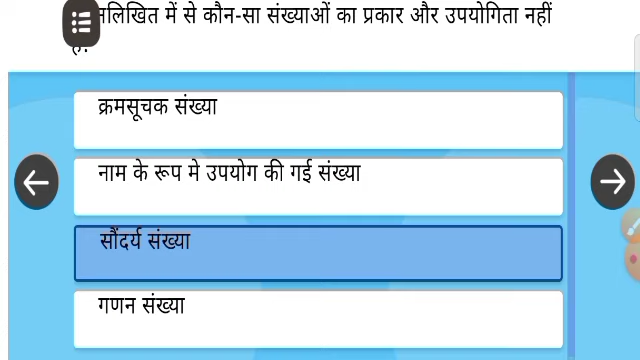 में से कौन-सा संख्याओं का प्रकार और उपयोगिता नहीं
क्रमसूचक संख्या
नाम के रूप मे उपयोग की गई संख्या
सौंदर्य संख्या
गणन संख्या